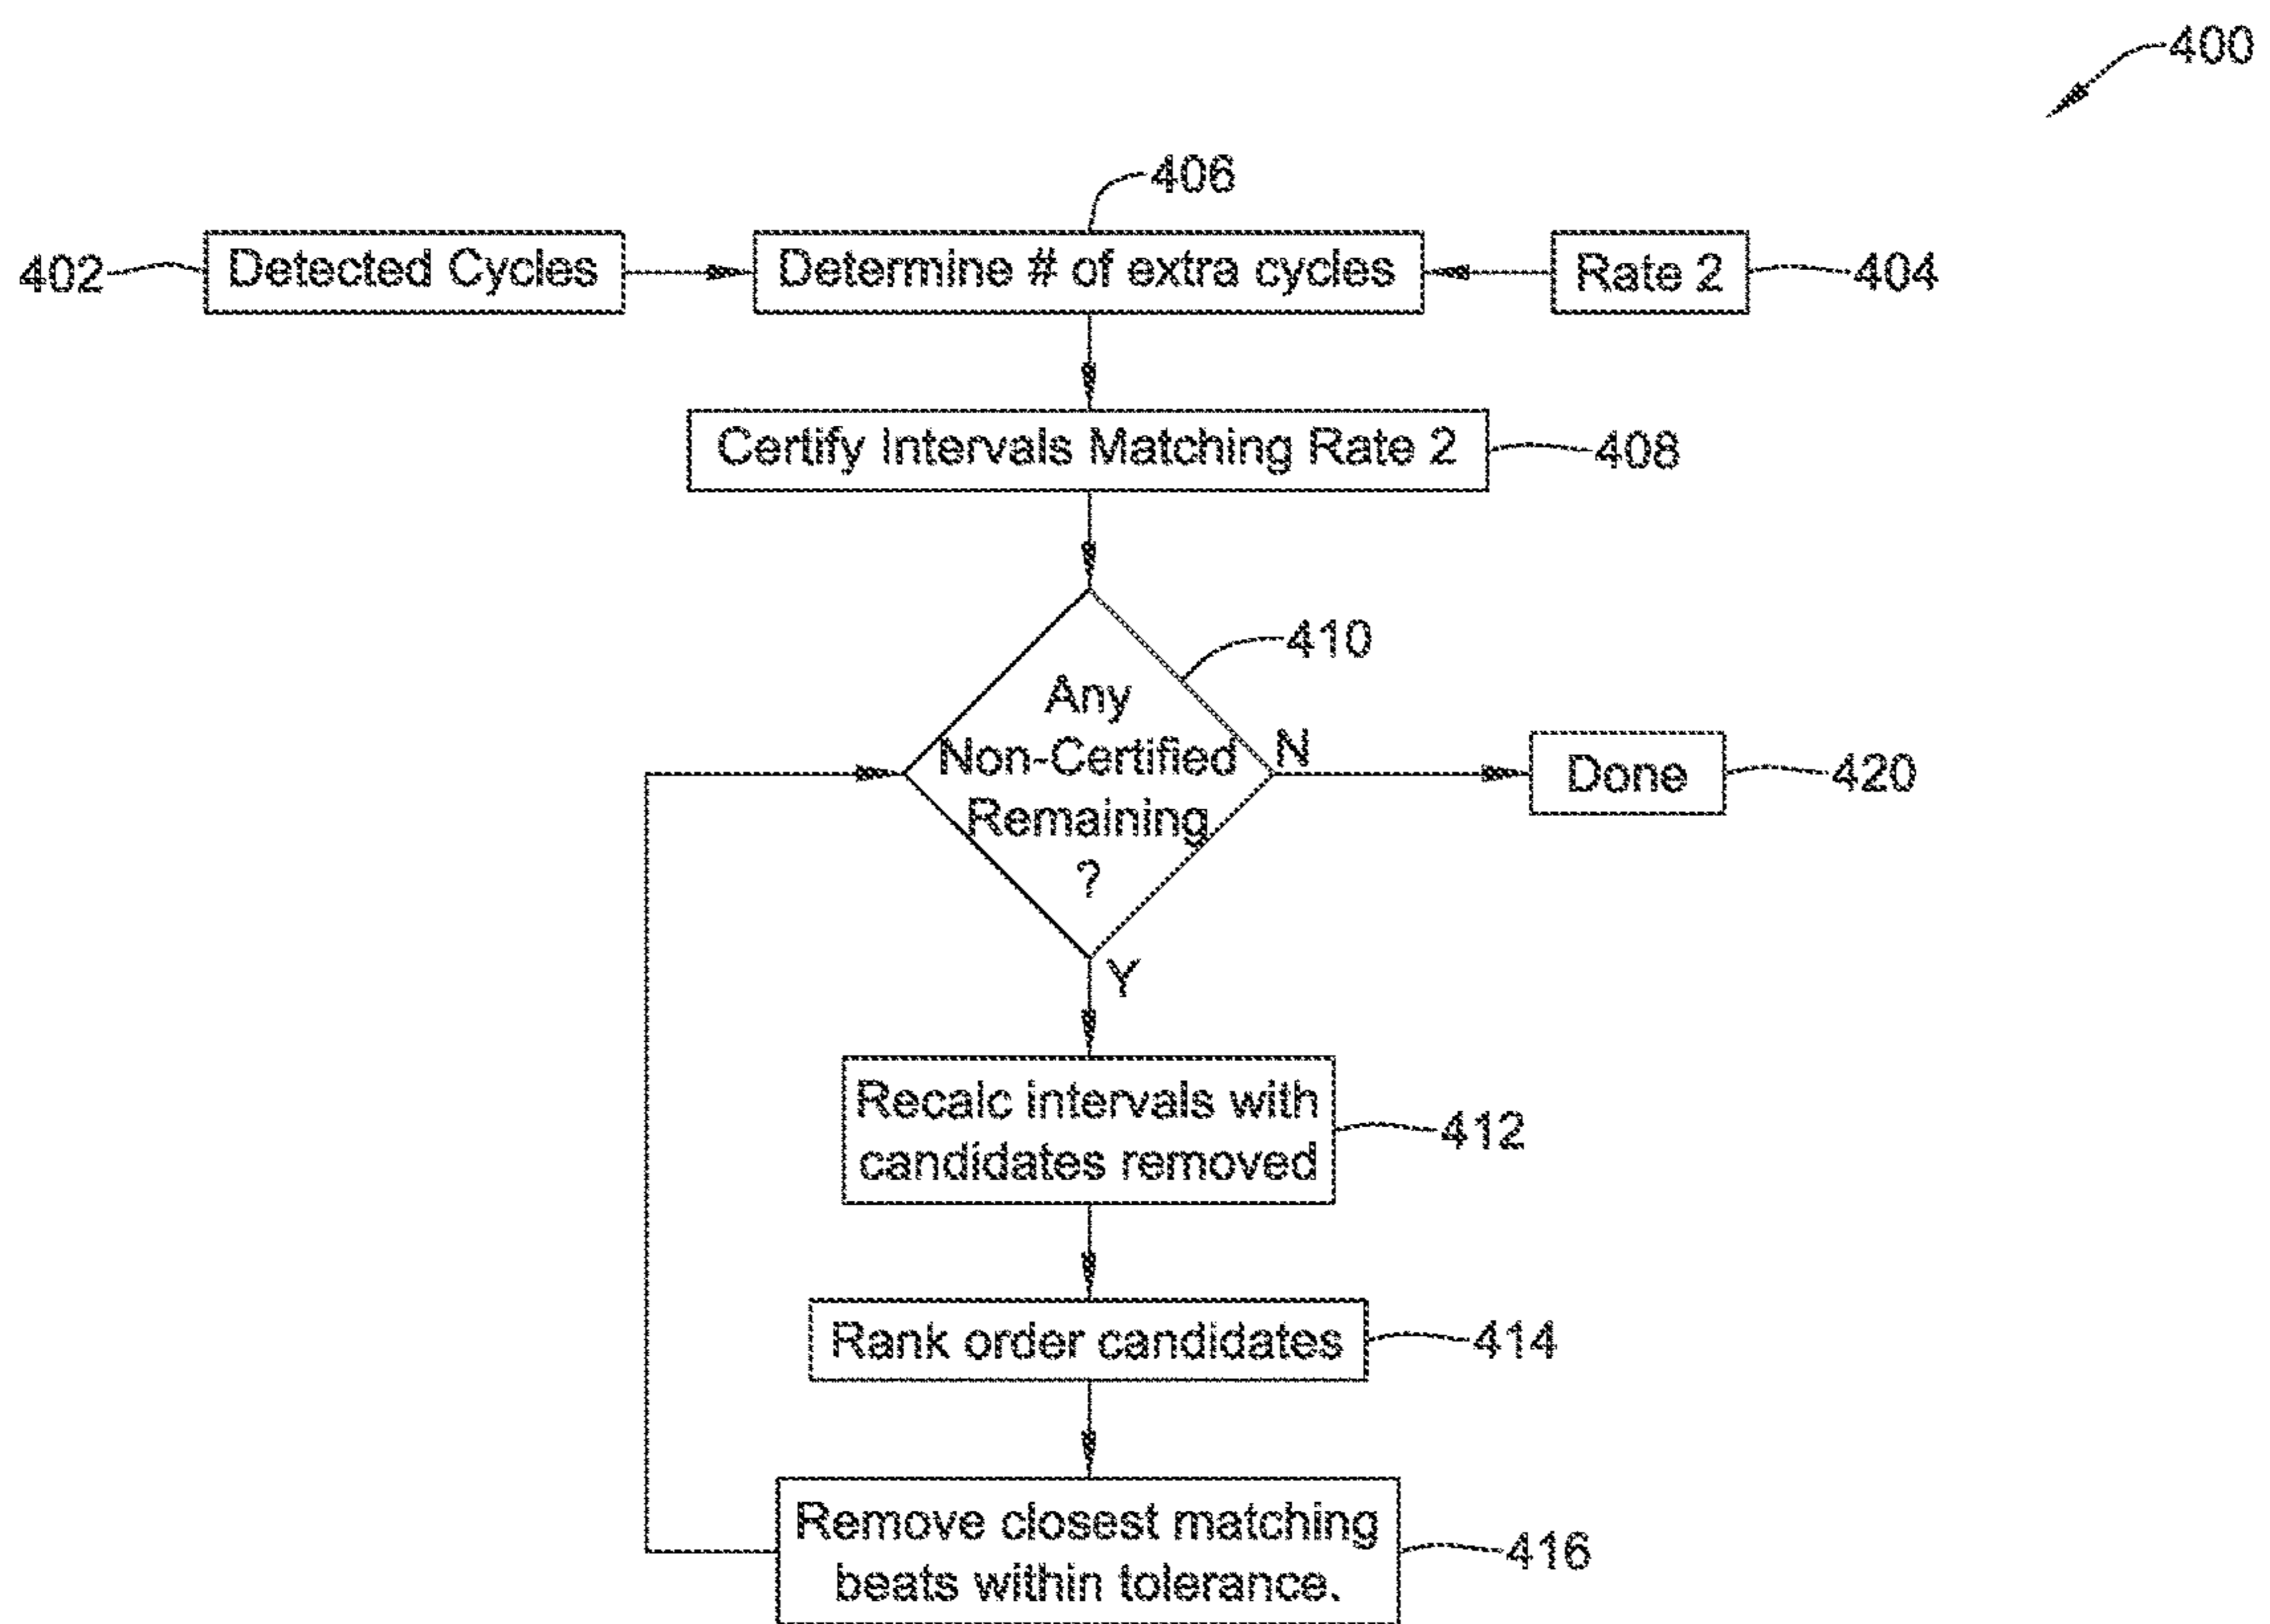 400
406
402
Detected Cycles
Determine # of extra cycles
Rate 2
404
Certify Intervals Matching Rate 2
408
410
Any
Non-Certified
Remaining
?
N
Done
420
Y
Recalc intervals with
candidates removed
412
Rank order candidates
414
Remove closest matching
beats within tolerance.
416